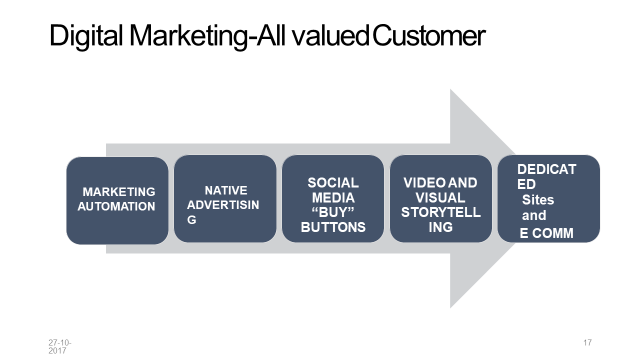 Digital Marketing-All valued Customer
MARKETING
AUTOMATION
NATIVE
ADVERTISIN
G
SOCIAL
MEDIA
“BUY”
BUTTONS
VIDEO AND
VISUAL
STORYTELL
ING
DEDICAT
ED
Sites
and
E COMM
27-10-
2017
17